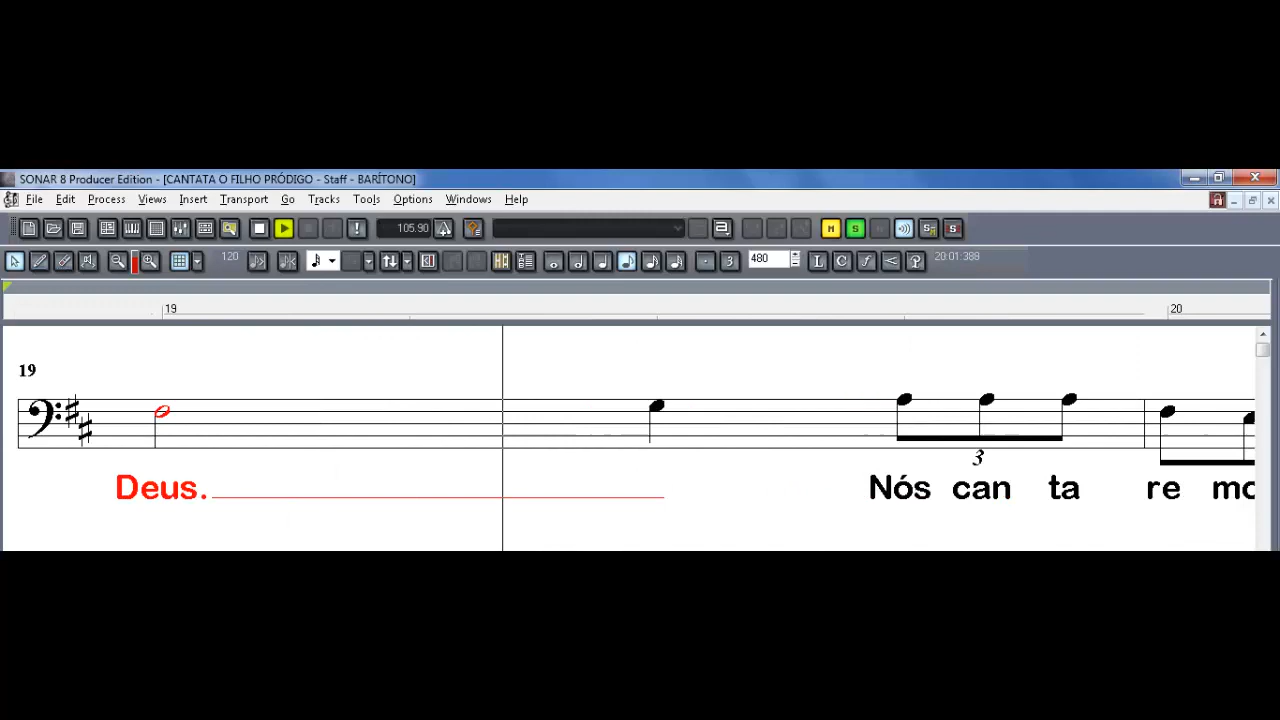 SONAR 8 Producer Edition - [CANTATA O FILHO PRÓDIGO - Staff - BARÍTONO]
File Edit Process Views Insert Transport Go Tracks Tools Options Windows Help
105.90 M S
120 3 480 L C f 20:01:388
19 20
19
3
Deus. Nós can ta re mo